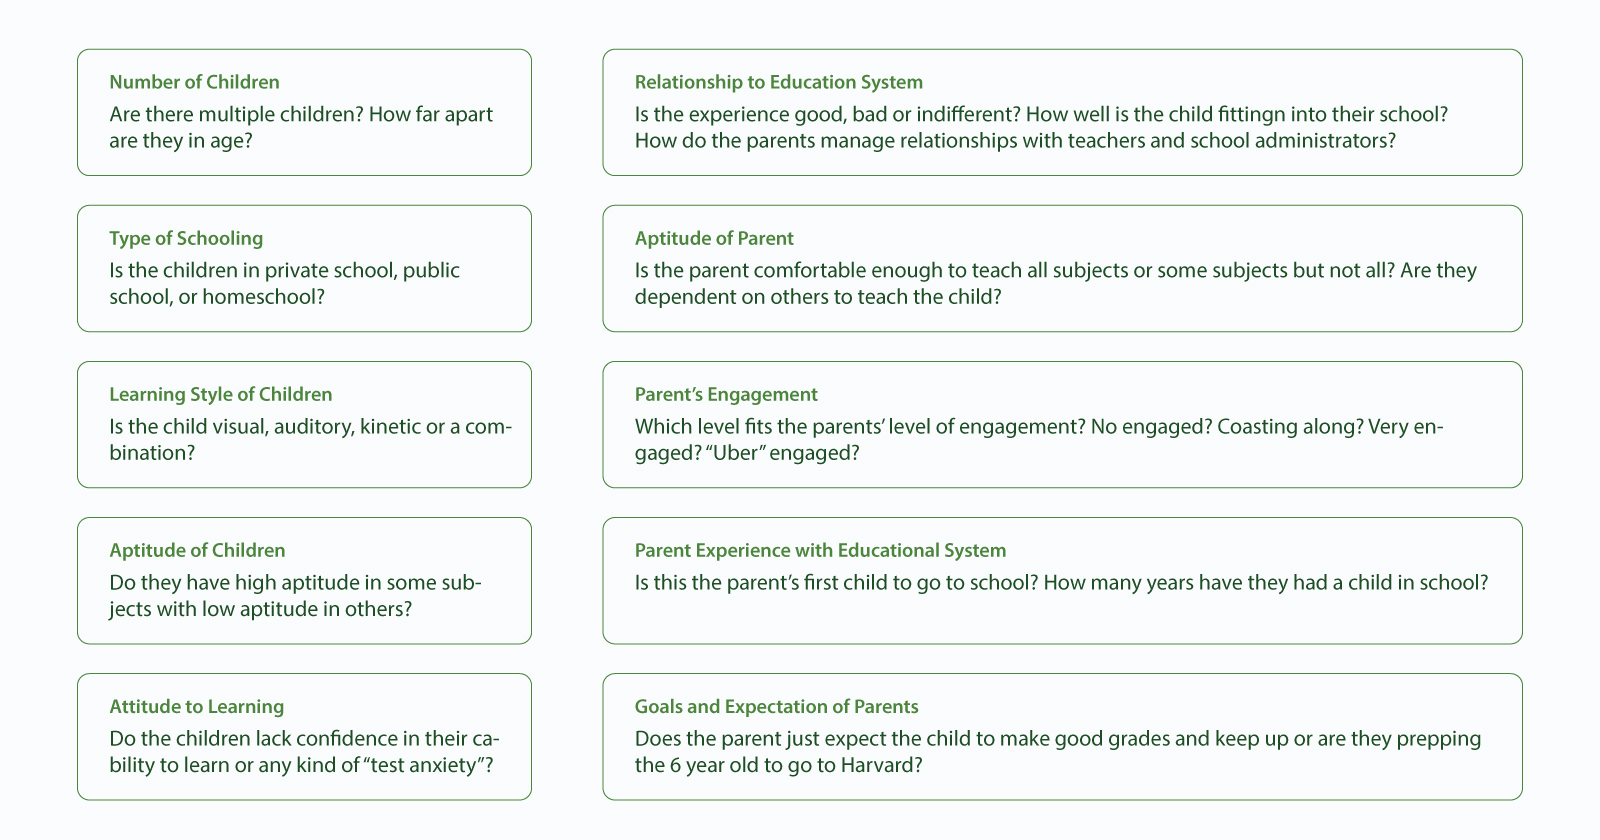 Number of Children
Are there multiple children? How far apart
are they in age?
Type of Schooling
Is the children in private school, public
school, or homeschool?
Learning Style of Children
Is the child visual, auditory, kinetic or a com-
bination?
Aptitude of Children
Do they have high aptitude in some sub-
jects with low aptitude in others?
Attitude to Learning
Do the children lack confidence in their ca-
bility to learn or any kind of “test anxiety”?
Relationship to Education System
Is the experience good, bad or indifferent? How well is the child fittingn into their school?
How do the parents manage relationships with teachers and school administrators?
Aptitude of Parent
Is the parent comfortable enough to teach all subjects or some subjects but not all? Are they
dependent on others to teach the child?
Parent’s Engagement
Which level fits the parents’ level of engagement? No engaged? Coasting along? Very en-
gaged? “Uber” engaged?
Parent Experience with Educational System
Is this the parent’s first child to go to school? How many years have they had a child in school?
Goals and Expectation of Parents
Does the parent just expect the child to make good grades and keep up or are they prepping
the 6 year old to go to Harvard?